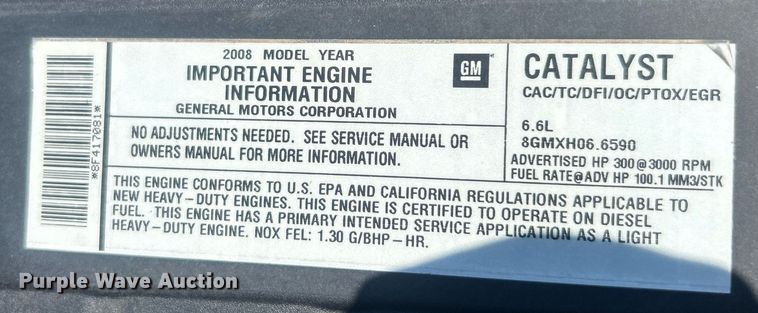 *8F417081*
2008 MODEL YEAR
IMPORTANT ENGINE
INFORMATION
GENERAL MOTORS CORPORATION
GM
NO ADJUSTMENTS NEEDED. SEE SERVICE MANUAL OR
OWNERS MANUAL FOR MORE INFORMATION.
CATALYST
CAC/TC/DFI/OC/PTOX/EGR
6.6L
8GMXH06.6590
ADVERTISED HP 300@3000 RPM
FUEL RATE@ADV HP 100.1 MM3/STK
THIS ENGINE CONFORMS TO U.S. EPA AND CALIFORNIA REGULATIONS APPLICABLE TO
NEW HEAVY-DUTY ENGINES. THIS ENGINE IS CERTIFIED TO OPERATE ON DIESEL
FUEL. THIS ENGINE HAS A PRIMARY INTENDED SERVICE APPLICATION AS A LIGHT
HEAVY-DUTY ENGINE. NOX FEL: 1.30 G/BHP-HR.
Purple Wave Auction